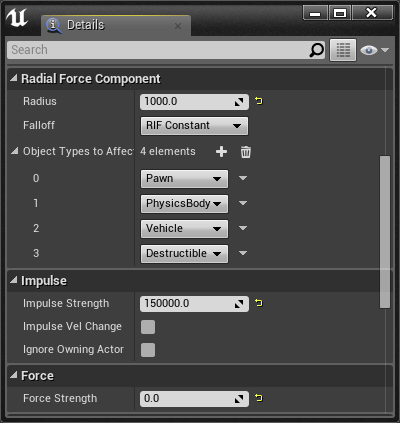 Details
Search
Radial Force Component
Radius 1000.0
Falloff RIF Constant
Object Types to Affect 4 elements
0 Pawn
1 PhysicsBody
2 Vehicle
3 Destructible
Impulse
Impulse Strength 150000.0
Impulse Vel Change
Ignore Owning Actor
Force
Force Strength 0.0